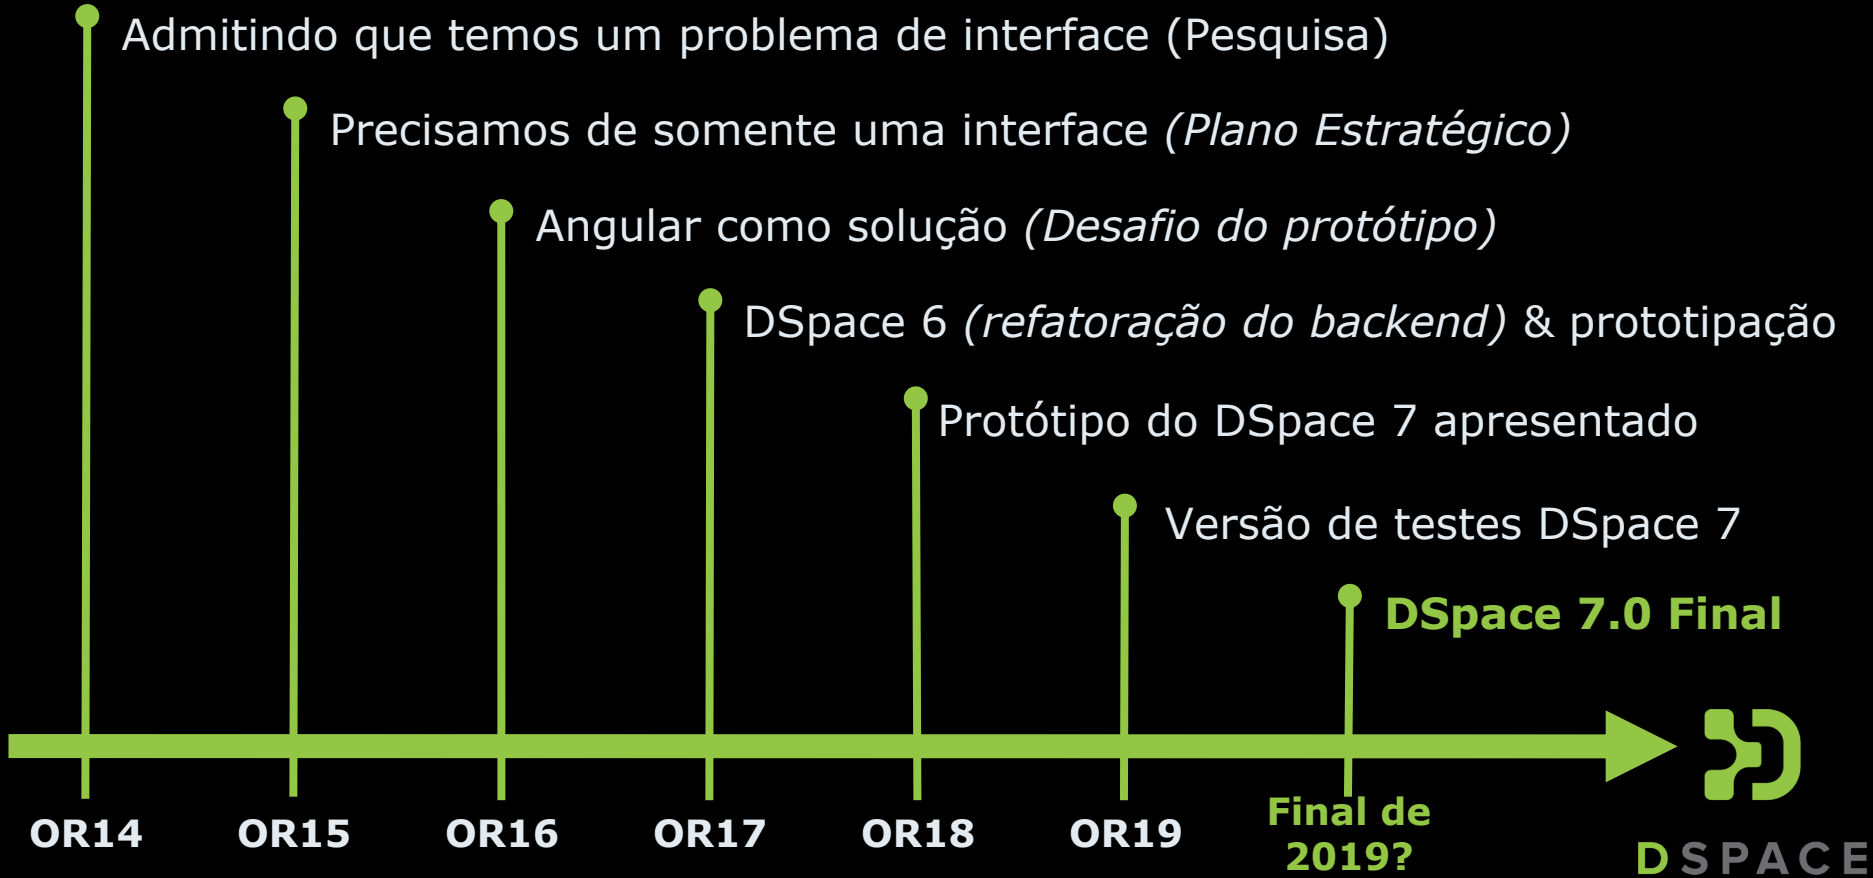 Admitindo que temos um problema de interface (Pesquisa)
Precisamos de somente uma interface (Plano Estratégico)
Angular como solução (Desafio do protótipo)
DSpace 6 (refatoração do backend) & prototipação
Protótipo do DSpace 7 apresentado
Versão de testes DSpace 7
DSpace 7.0 Final
OR14 OR15 OR16 OR17 OR18 OR19 Final de
2019?
DSPACE